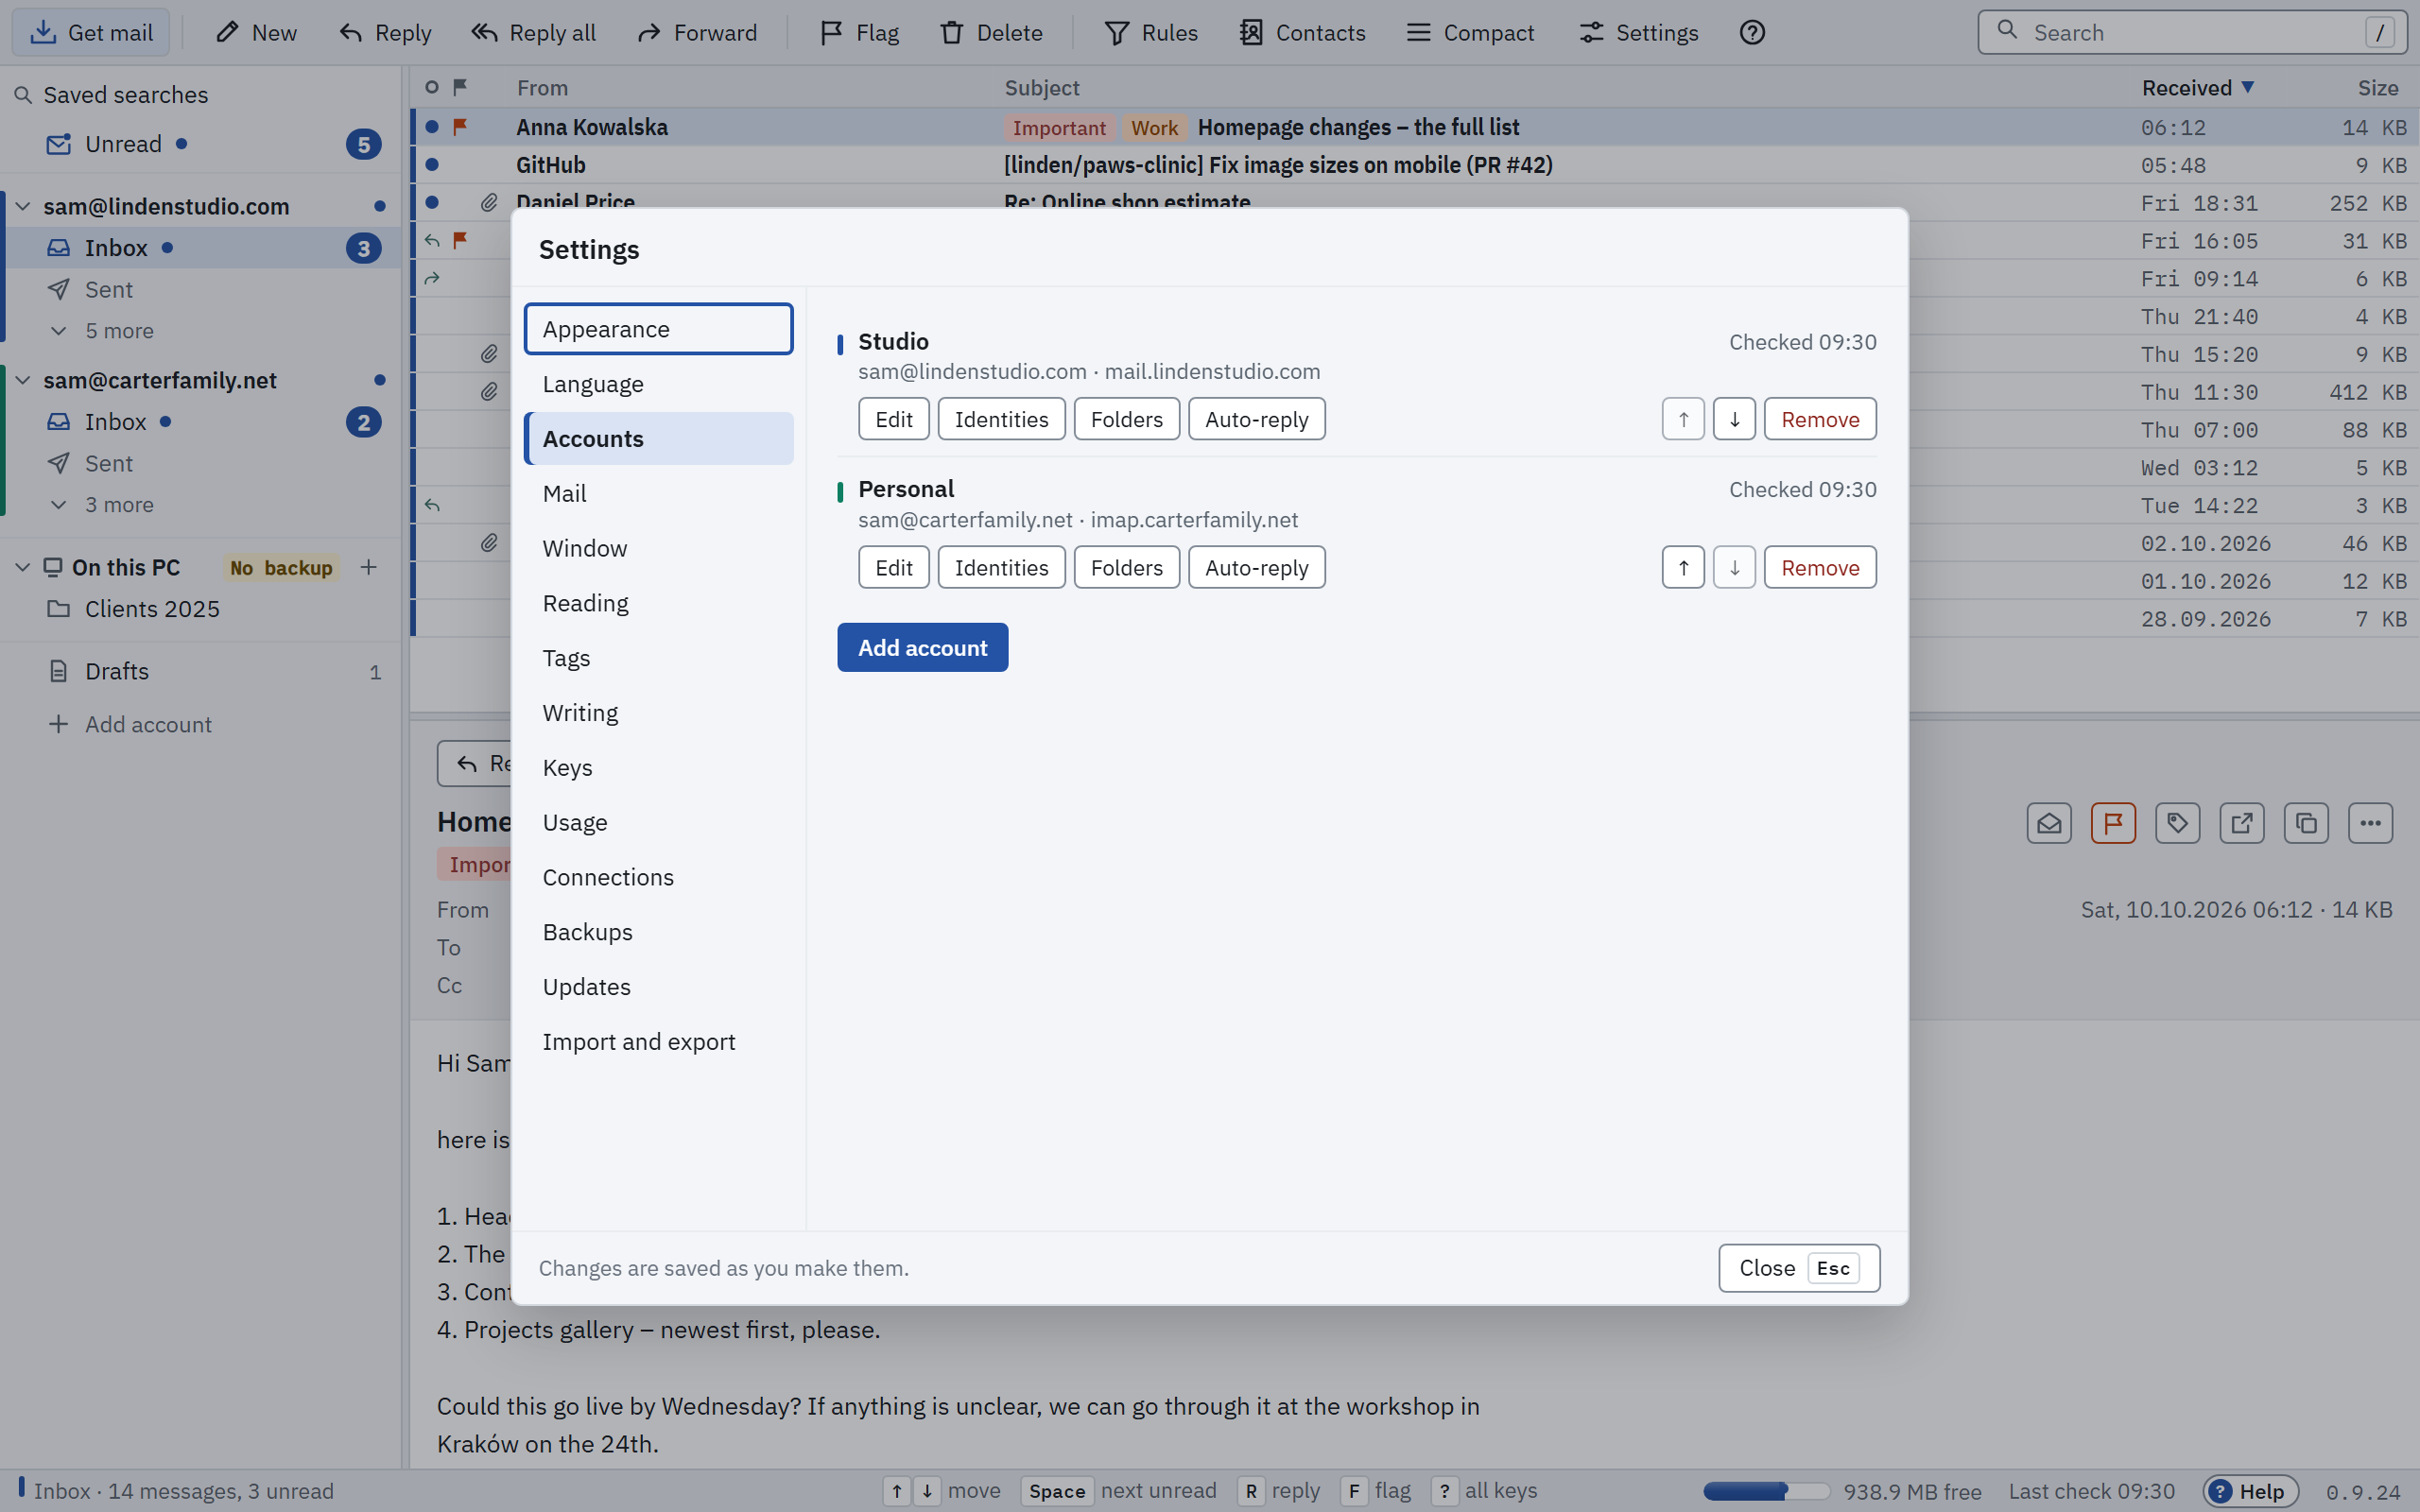 Get mail New Reply Reply all Forward Flag Delete Rules Contacts Compact Settings Search /
Saved searches
Unread 5
sam@lindenstudio.com
Inbox 3
Sent
5 more
sam@carterfamily.net
Inbox 2
Sent
3 more
On this PC No backup
Clients 2025
Drafts 1
Add account
From Subject Received Size
Anna Kowalska Important Work Homepage changes – the full list 06:12 14 KB
GitHub [linden/paws-clinic] Fix image sizes on mobile (PR #42) 05:48 9 KB
Daniel Price Re: Online shop estimate Fri 18:31 252 KB
Fri 16:05 31 KB
Fri 09:14 6 KB
Thu 21:40 4 KB
Thu 15:20 9 KB
Thu 11:30 412 KB
Thu 07:00 88 KB
Wed 03:12 5 KB
Tue 14:22 3 KB
02.10.2026 46 KB
01.10.2026 12 KB
28.09.2026 7 KB
Settings
Appearance
Language
Accounts
Mail
Window
Reading
Tags
Writing
Keys
Usage
Connections
Backups
Updates
Import and export
Studio Checked 09:30
sam@lindenstudio.com · mail.lindenstudio.com
Edit Identities Folders Auto-reply ↑ ↓ Remove
Personal Checked 09:30
sam@carterfamily.net · imap.carterfamily.net
Edit Identities Folders Auto-reply ↑ ↓ Remove
Add account
Changes are saved as you make them. Close Esc
From Sat, 10.10.2026 06:12 · 14 KB
To
Cc
Hi Sam
here is
1.
2. The
3.
4. Projects gallery – newest first, please.
Could this go live by Wednesday? If anything is unclear, we can go through it at the workshop in
Kraków on the 24th.
Inbox · 14 messages, 3 unread ↑ ↓ move Space next unread R reply F flag ? all keys 938.9 MB free Last check 09:30 ? Help 0.9.24